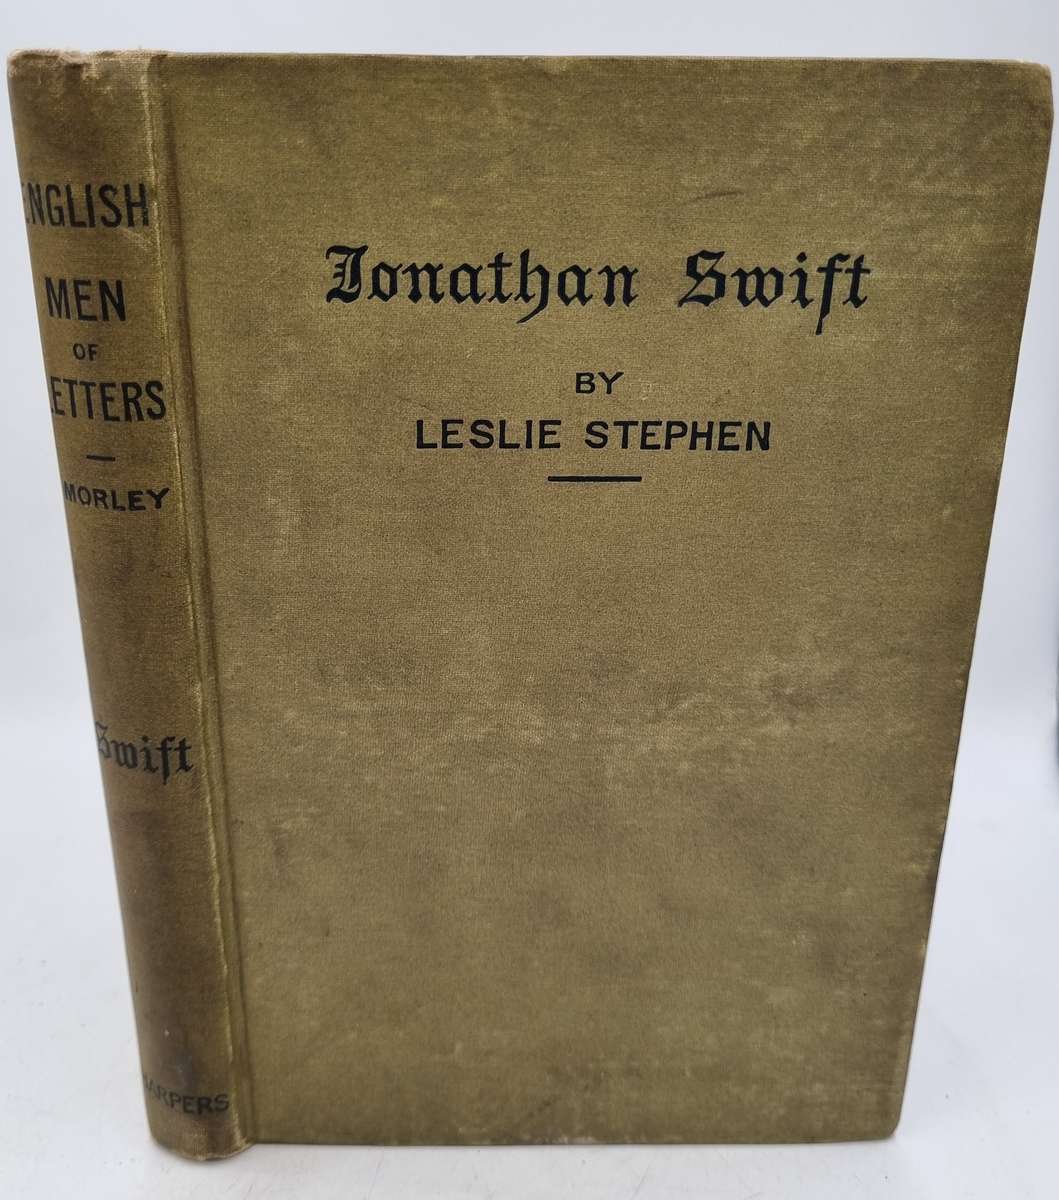 ENGLISH
MEN
OF
LETTERS
MORLEY
Swift
HARPERS
Jonathan Swift
BY
LESLIE STEPHEN